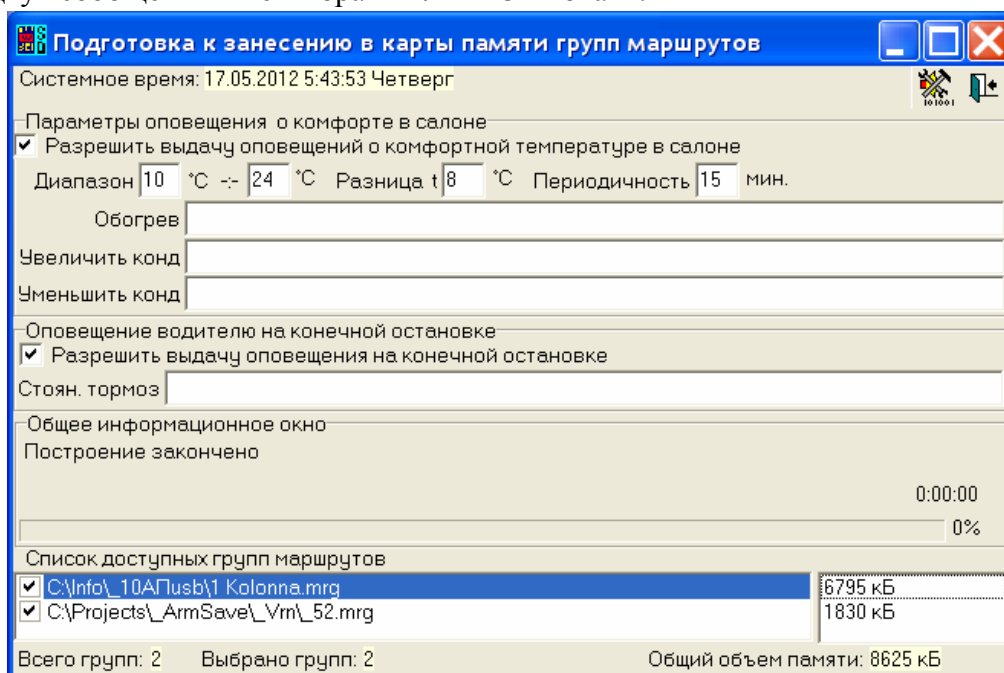 Подготовка к занесению в карты памяти групп маршрутов
Системное время: 17.05.2012 5:43:53 Четверг
101001
Параметры оповещения о комфорте в салоне
Разрешить выдачу оповещений о комфортной температуре в салоне
Диапазон 10 °C -:- 24 °C Разница t 8 °C Периодичность 15 мин.
Обогрев
Увеличить конд
Уменьшить конд
Оповещение водителю на конечной остановке
Разрешить выдачу оповещения на конечной остановке
Стоян. тормоз
Общее информационное окно
Построение закончено
0:00:00
0%
Список доступных групп маршрутов
C:\Info\_10АПusb\1 Kolonna.mrg 6795 кБ
C:\Projects\_ArmSave\_Vrn\_52.mrg 1830 кБ
Всего групп: 2 Выбрано групп: 2 Общий объем памяти: 8625 кБ